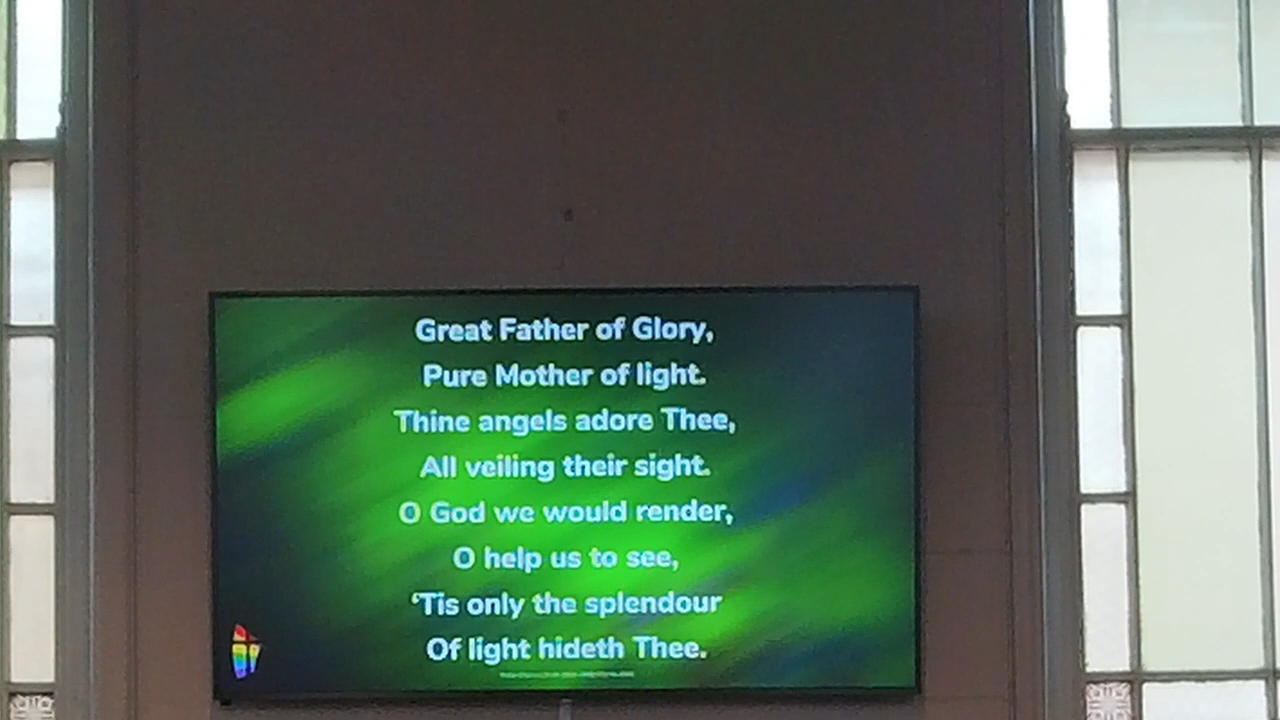 Great Father of Glory,
Pure Mother of light.
Thine angels adore Thee,
All veiling their sight.
O God we would render,
O help us to see,
‘Tis only the splendour
Of light hideth Thee.